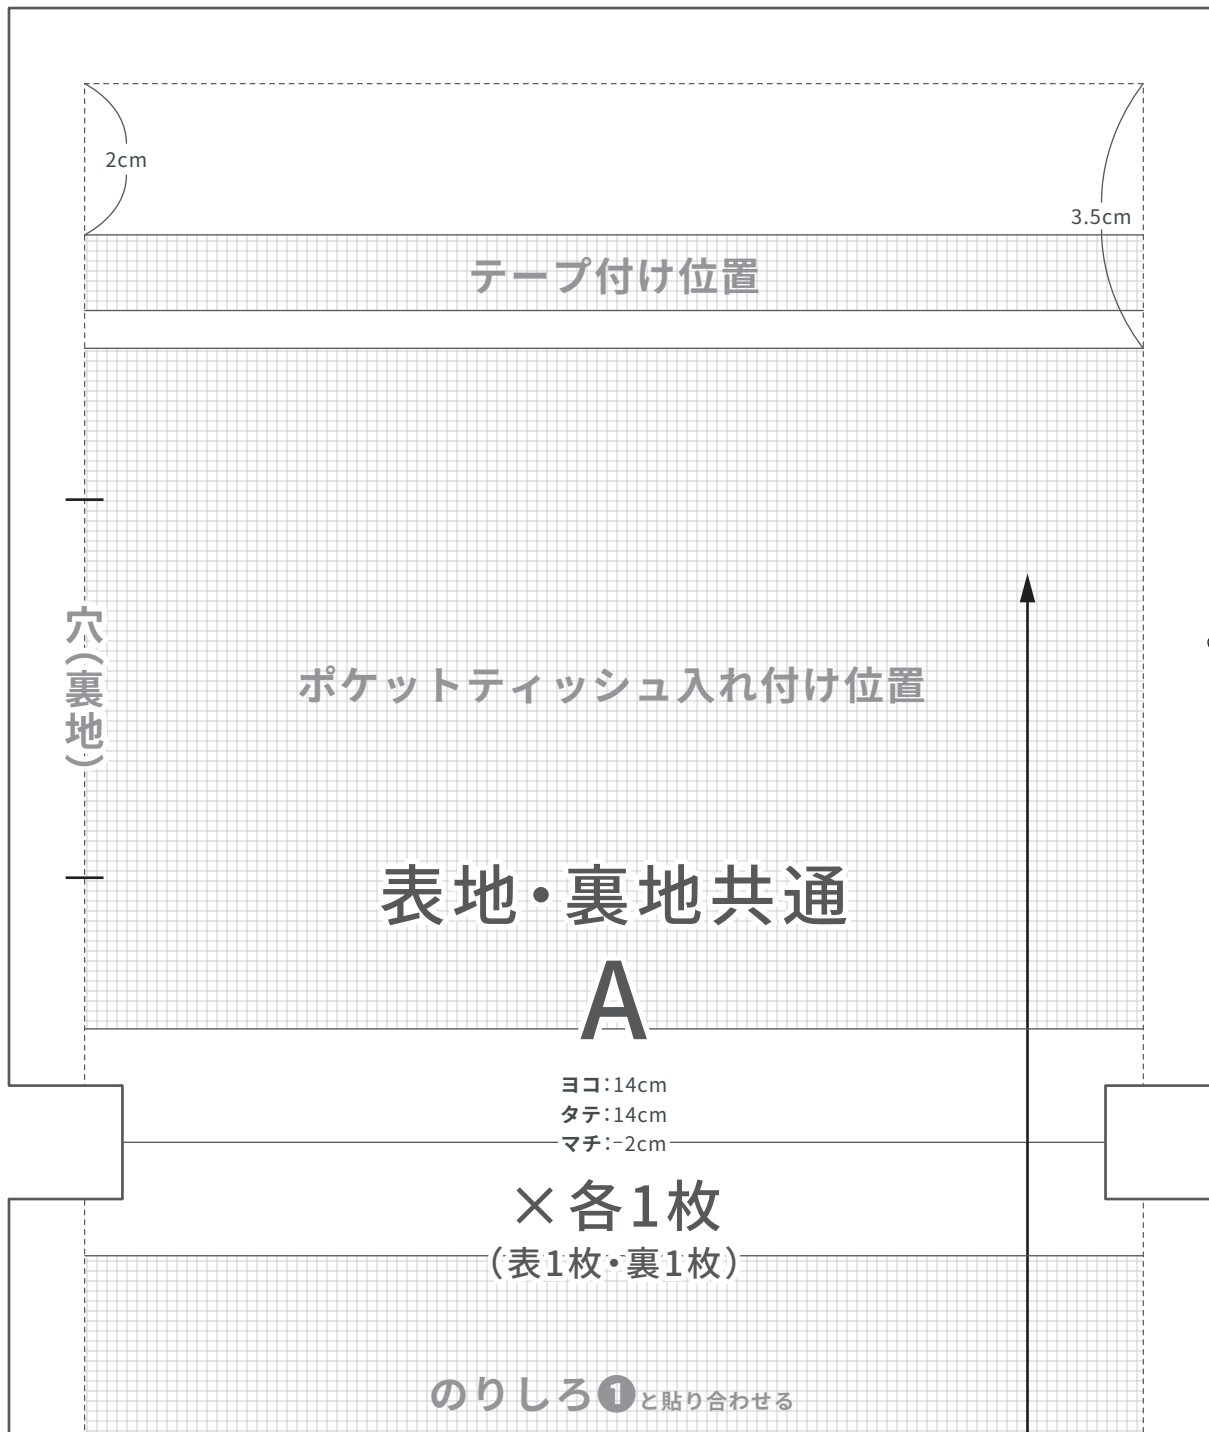 2cm
3.5cm
テープ付け位置
穴（裏地）
ポケットティッシュ入れ付け位置
表地・裏地共通
A
ヨコ：14cm
タテ：14cm
マチ：2cm
×各1枚
（表1枚・裏1枚）
のりしろ❶と貼り合わせる